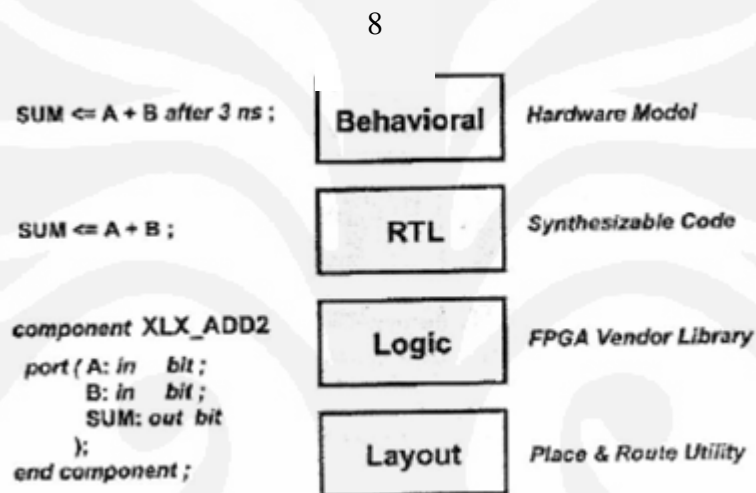 8
SUM <= A + B after 3 ns ;
Behavioral
Hardware Model
SUM <= A + B ;
RTL
Synthesizable Code
component XLX_ADD2
port ( A: in bit ;
B: in bit ;
SUM: out bit
);
end component ;
Logic
FPGA Vendor Library
Layout
Place & Route Utility